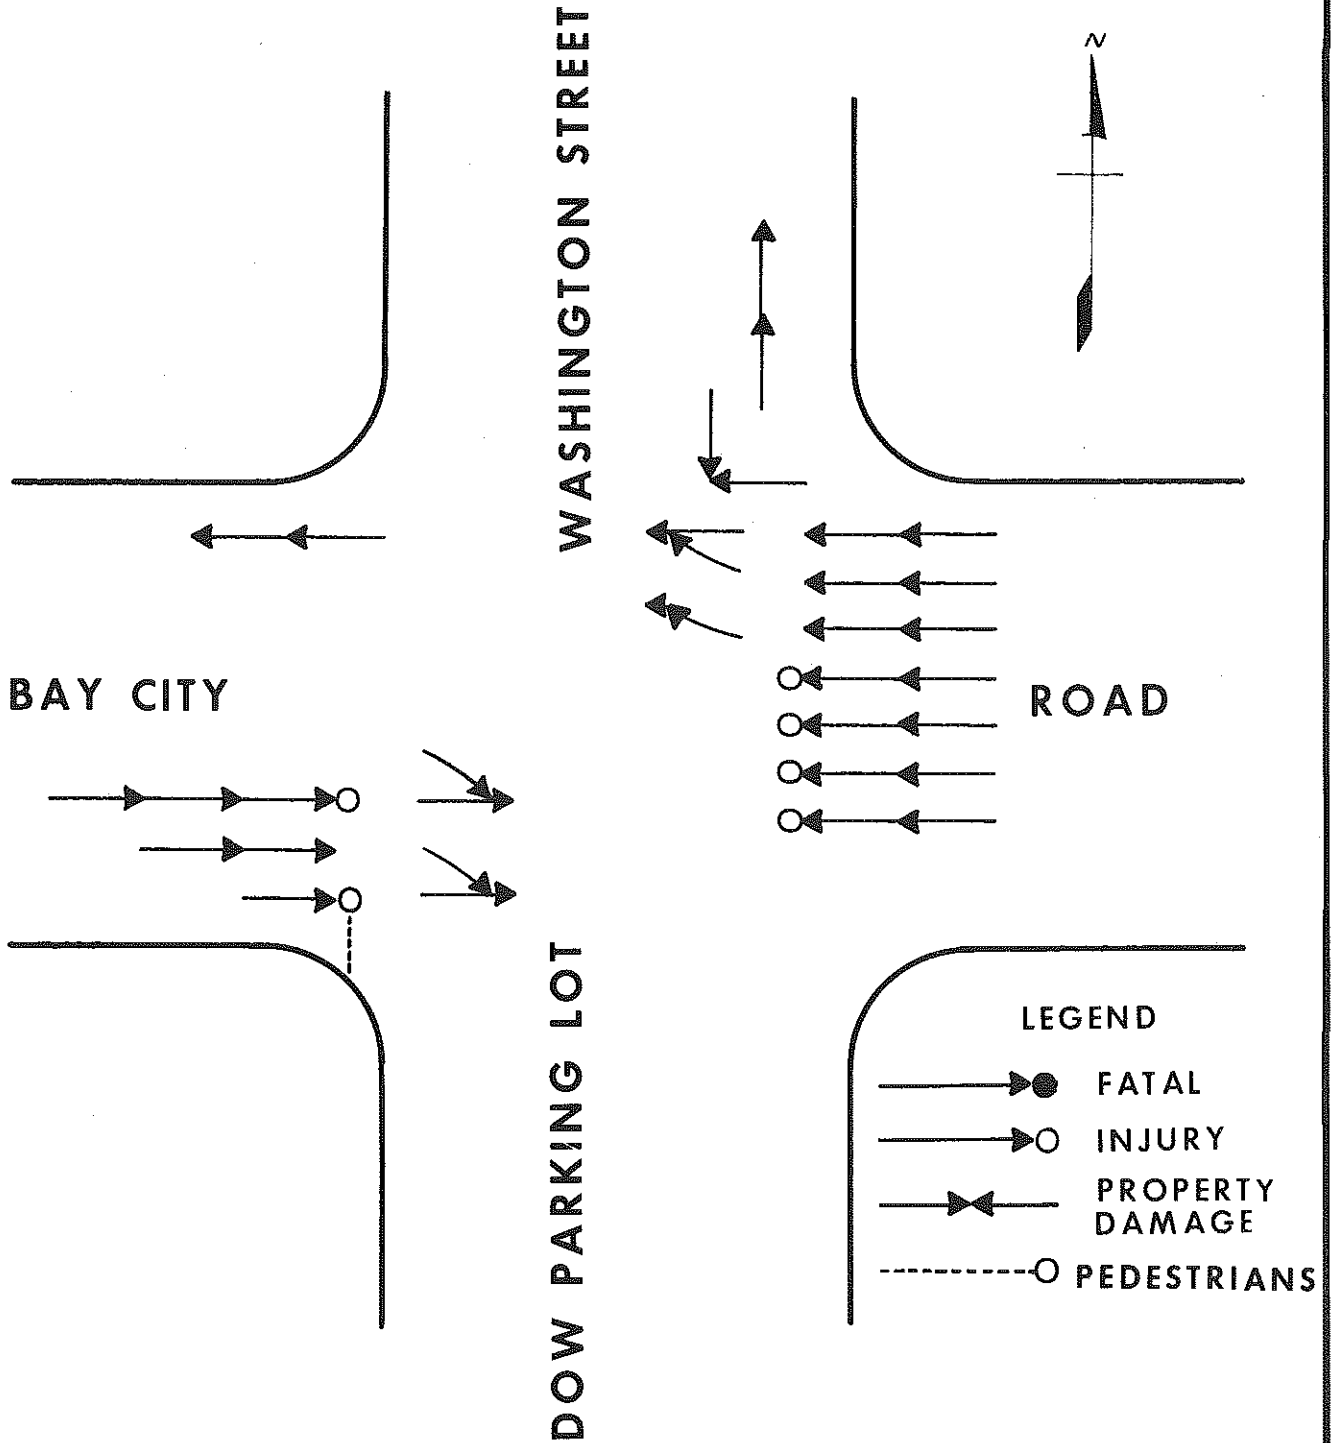 WASHINGTON STREET
N
BAY CITY
ROAD
DOW PARKING LOT
LEGEND
FATAL
INJURY
PROPERTY
DAMAGE
PEDESTRIANS